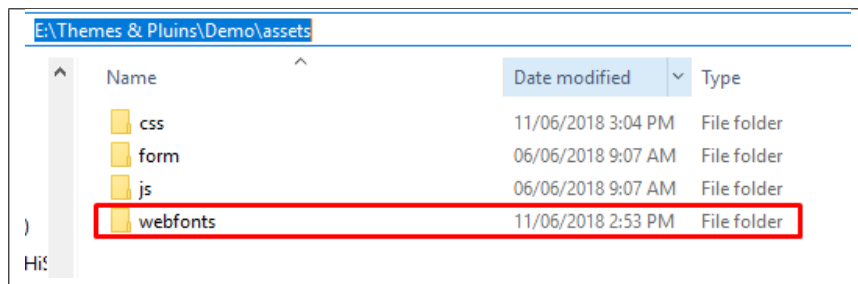 E:\Themes & Pluins\Demo\assets
Name Date modified Type
css 11/06/2018 3:04 PM File folder
form 06/06/2018 9:07 AM File folder
js 06/06/2018 9:07 AM File folder
webfonts 11/06/2018 2:53 PM File folder
)